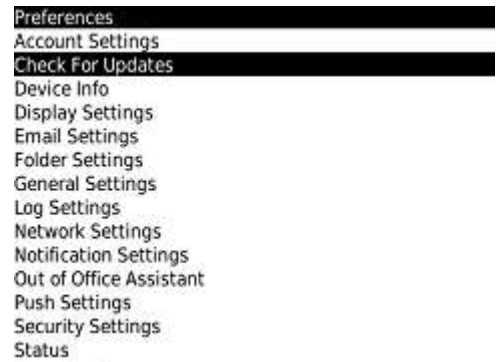 Preferences
Account Settings
Check For Updates
Device Info
Display Settings
Email Settings
Folder Settings
General Settings
Log Settings
Network Settings
Notification Settings
Out of Office Assistant
Push Settings
Security Settings
Status